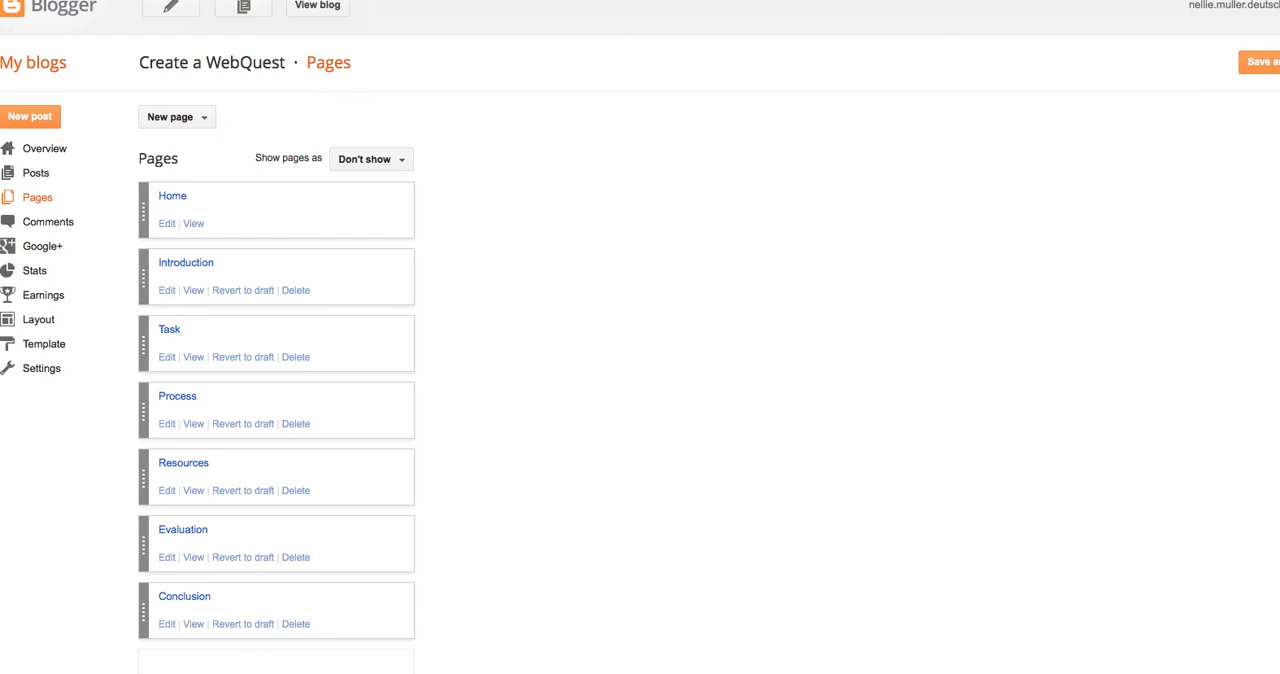 Blogger
View blog
nellie.muller.deutsch
My blogs
Create a WebQuest · Pages
Save a
New post
New page
Overview
Posts
Pages
Comments
Google+
Stats
Earnings
Layout
Template
Settings
Pages
Show pages as
Don't show
Home
Edit | View
Introduction
Edit | View | Revert to draft | Delete
Task
Edit | View | Revert to draft | Delete
Process
Edit | View | Revert to draft | Delete
Resources
Edit | View | Revert to draft | Delete
Evaluation
Edit | View | Revert to draft | Delete
Conclusion
Edit | View | Revert to draft | Delete